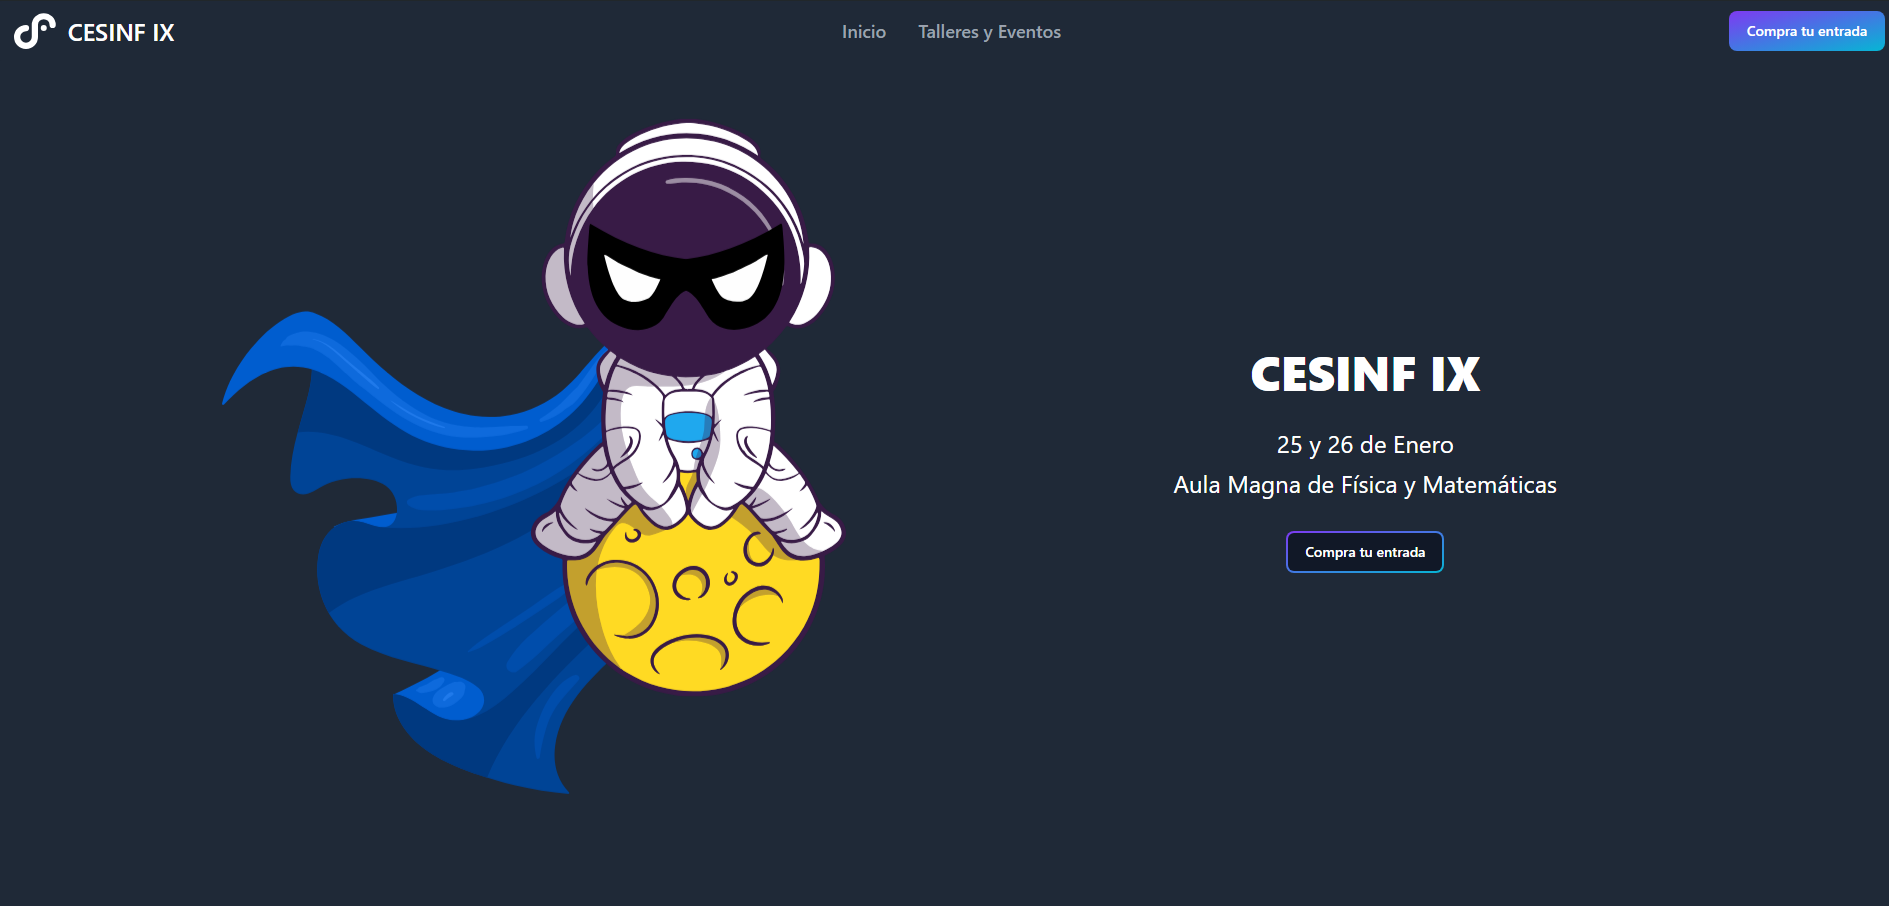 CESINF IX
Inicio
Talleres y Eventos
Compra tu entrada
CESINF IX
25 y 26 de Enero
Aula Magna de Física y Matemáticas
Compra tu entrada